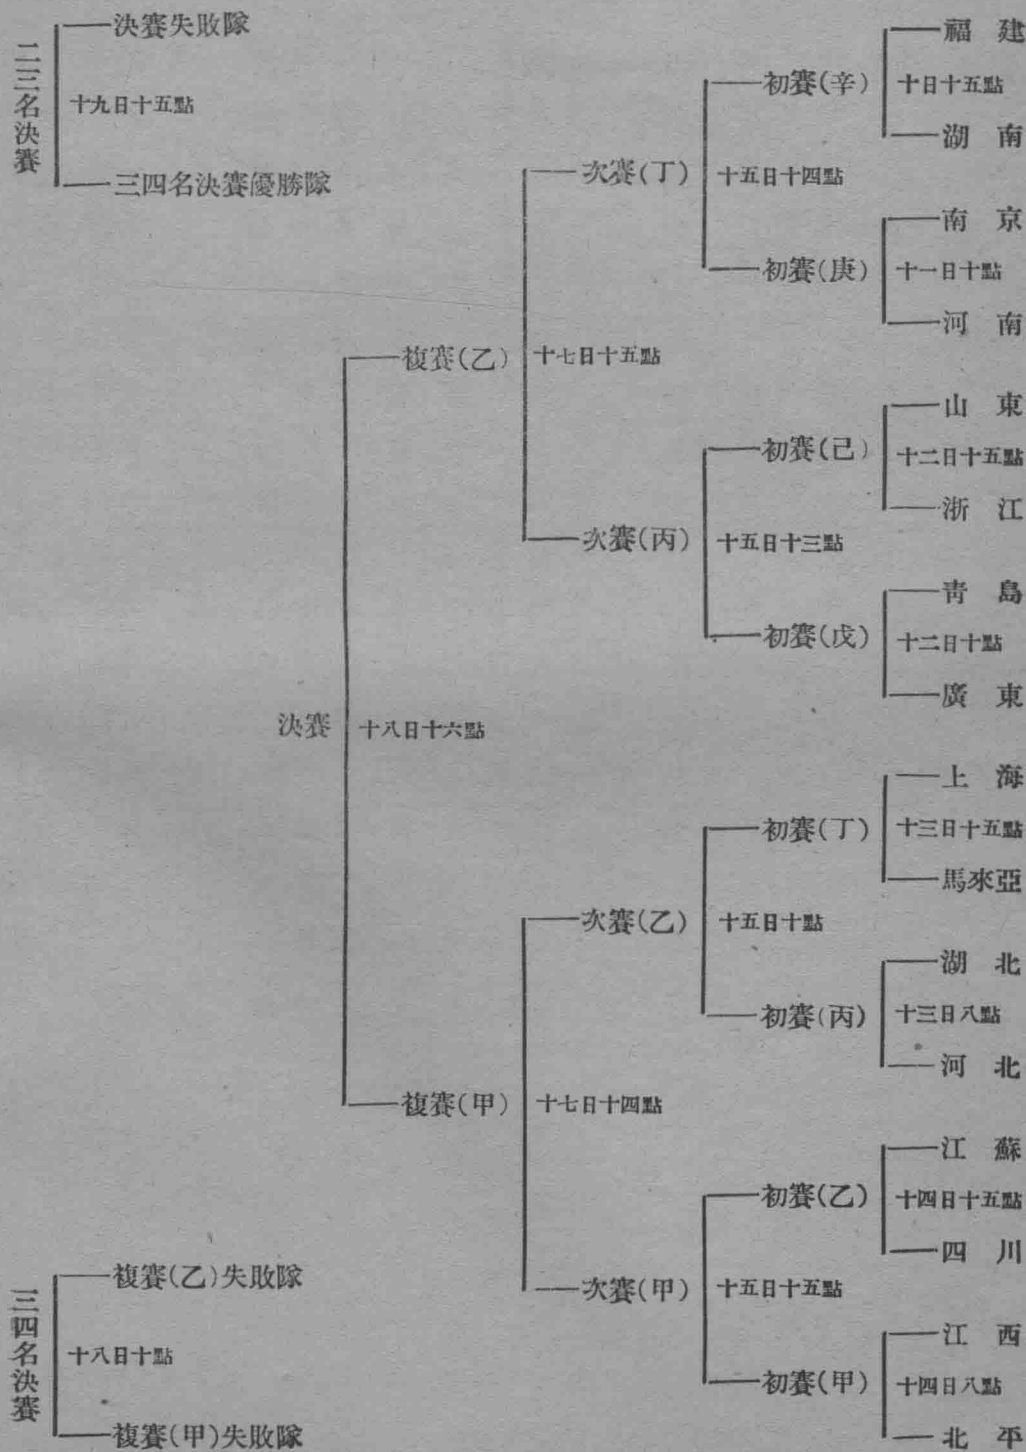 福建
十日十五點
湖南
南京
十一日十點
河南
山東
十二日十五點
浙江
青島
十二日十點
廣東
上海
十三日十五點
馬來亞
湖北
十三日八點
河北
江蘇
十四日十五點
四川
江西
十四日八點
北平
初賽(辛)
十五日十四點
初賽(庚)
初賽(己)
十五日十三點
初賽(戊)
初賽(丁)
十五日十點
初賽(丙)
初賽(乙)
十五日十五點
初賽(甲)
次賽(丁)
十七日十五點
次賽(丙)
次賽(乙)
十七日十四點
次賽(甲)
複賽(乙)
十八日十六點
複賽(甲)
決賽
決賽失敗隊
十九日十五點
三四名決賽優勝隊
二三名決賽
複賽(乙)失敗隊
十八日十點
複賽(甲)失敗隊
三四名決賽